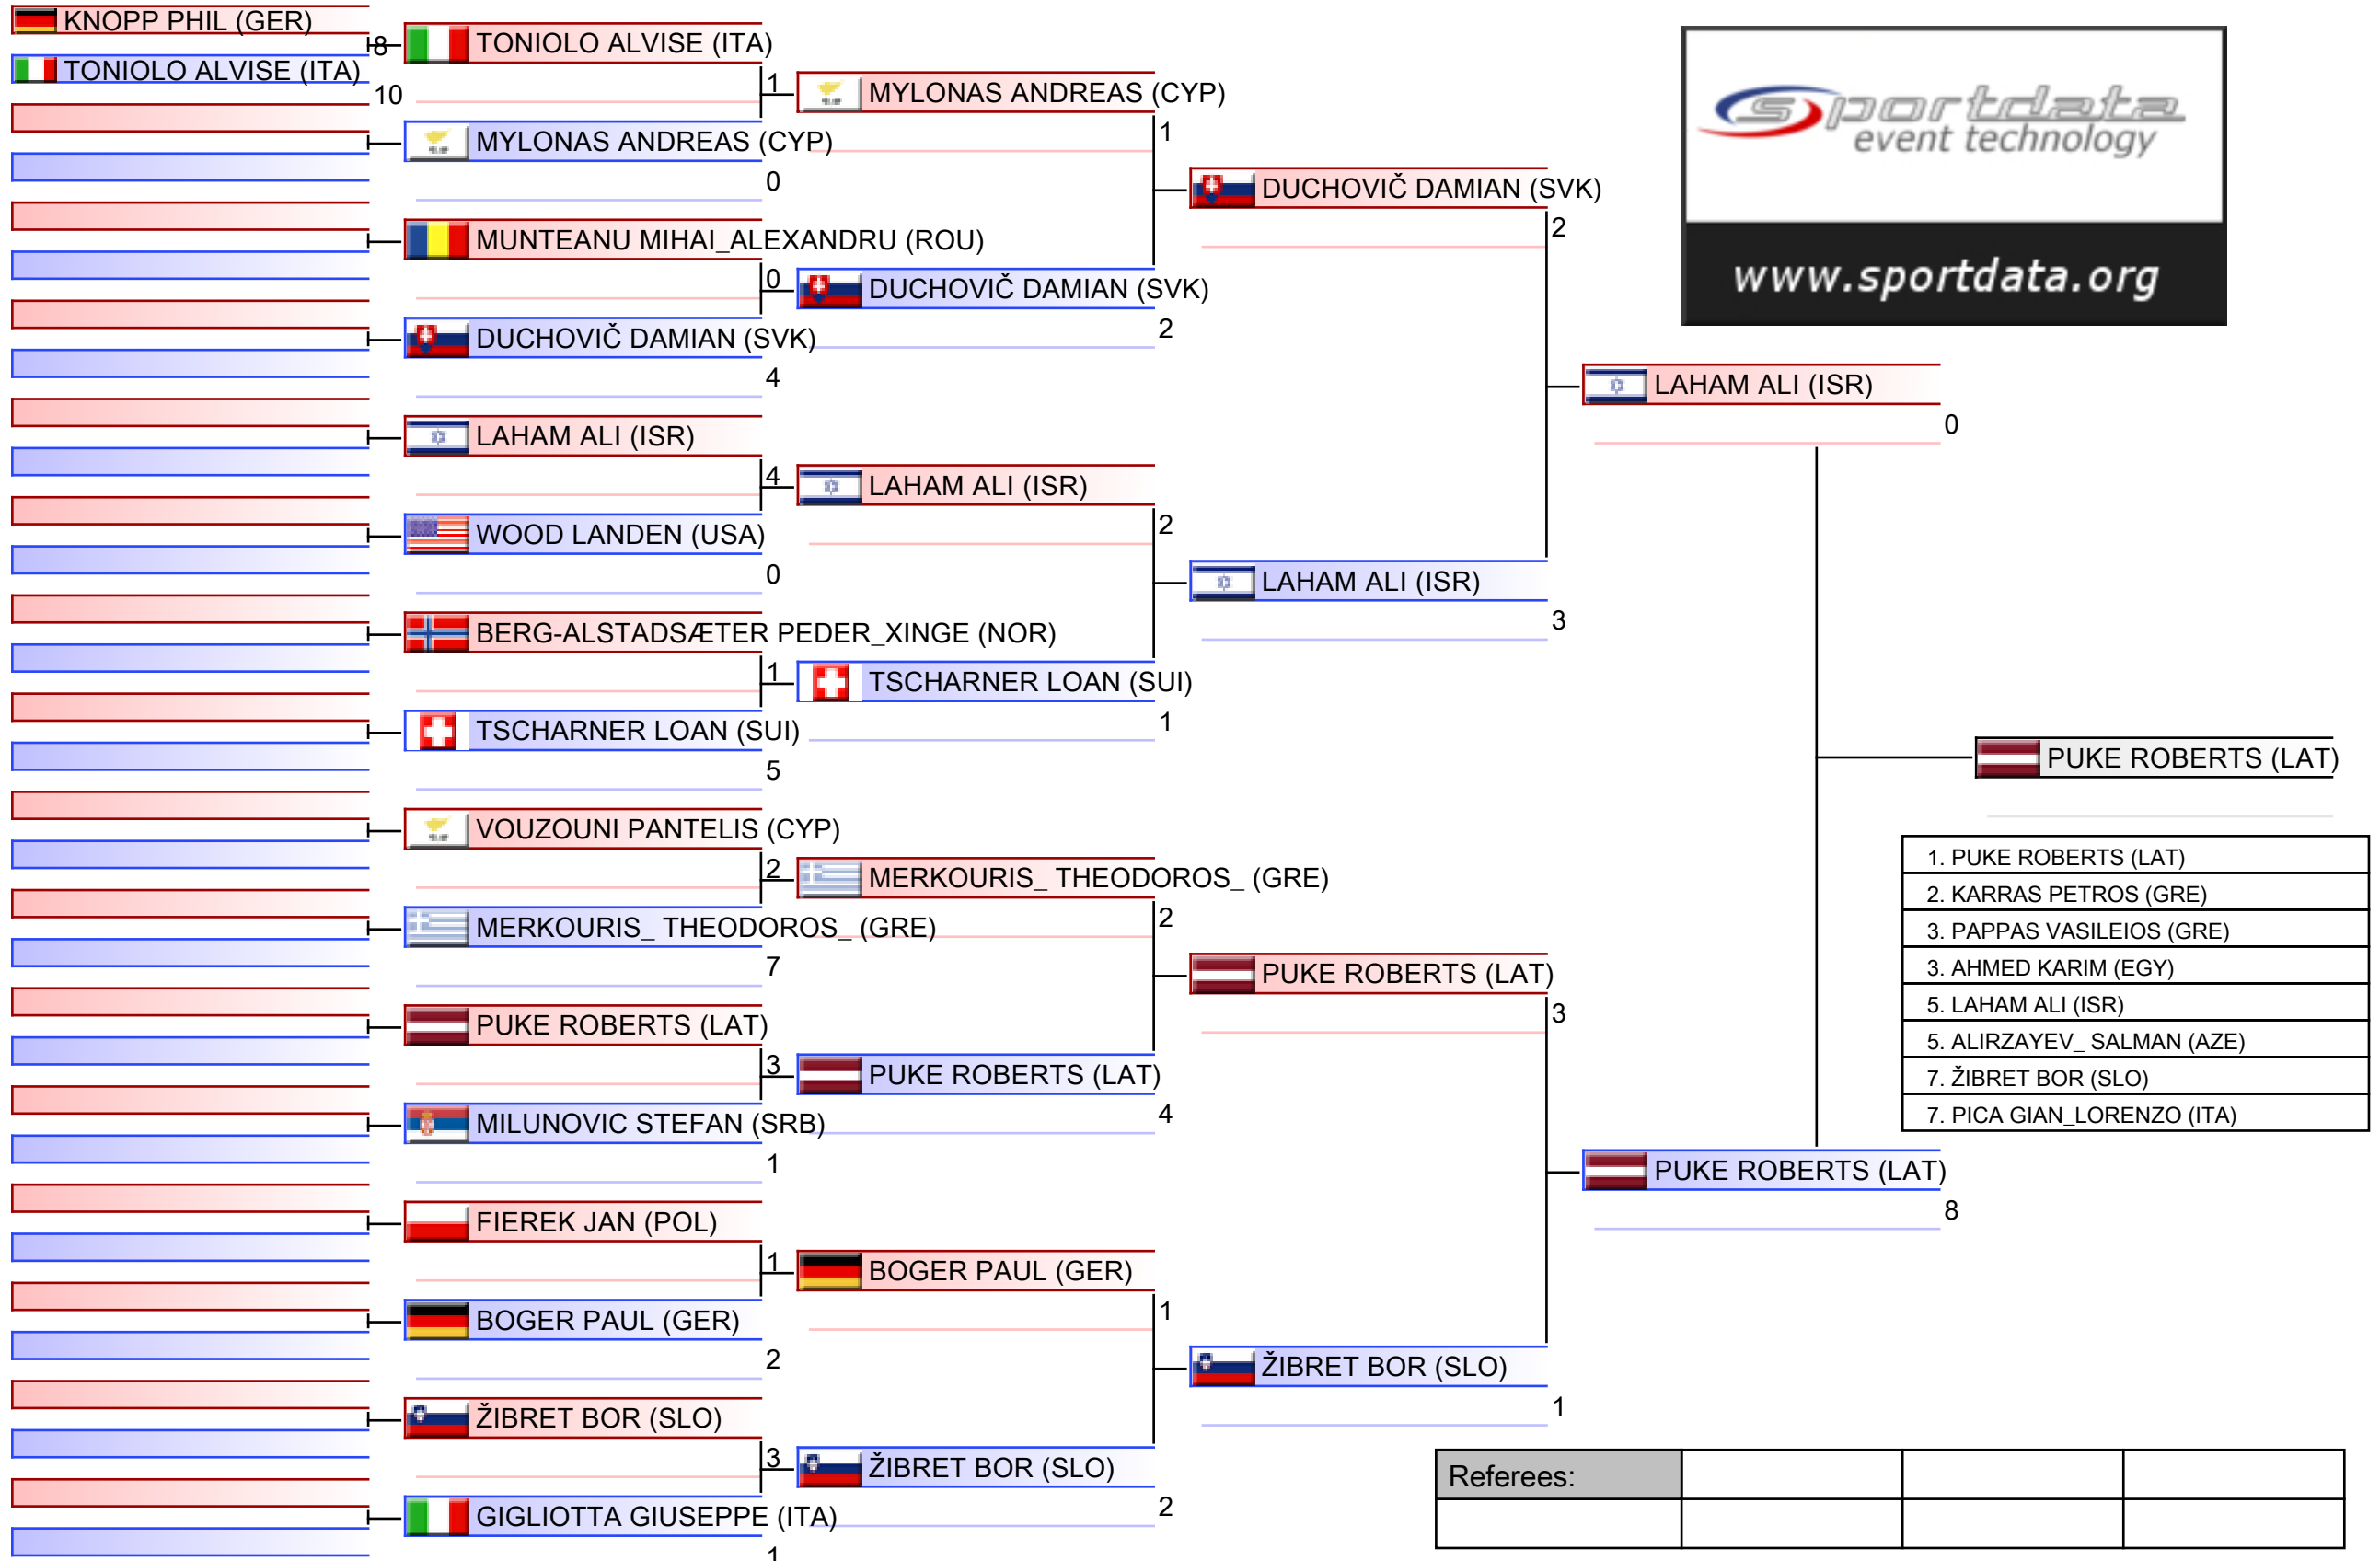 KNOPP PHIL (GER)
8
TONIOLO ALVISE (ITA)
10
TONIOLO ALVISE (ITA)
1
MYLONAS ANDREAS (CYP)
0
MUNTEANU MIHAI_ALEXANDRU (ROU)
0
DUCHOVIČ DAMIAN (SVK)
4
LAHAM ALI (ISR)
4
WOOD LANDEN (USA)
0
BERG-ALSTADSÆTER PEDER_XINGE (NOR)
1
TSCHARNER LOAN (SUI)
5
VOUZOUNI PANTELIS (CYP)
2
MERKOURIS_ THEODOROS_ (GRE)
7
PUKE ROBERTS (LAT)
3
MILUNOVIC STEFAN (SRB)
1
FIEREK JAN (POL)
1
BOGER PAUL (GER)
2
ŽIBRET BOR (SLO)
3
GIGLIOTTA GIUSEPPE (ITA)
1
MYLONAS ANDREAS (CYP)
1
DUCHOVIČ DAMIAN (SVK)
2
LAHAM ALI (ISR)
2
TSCHARNER LOAN (SUI)
1
MERKOURIS_ THEODOROS_ (GRE)
2
PUKE ROBERTS (LAT)
4
BOGER PAUL (GER)
1
ŽIBRET BOR (SLO)
2
DUCHOVIČ DAMIAN (SVK)
2
LAHAM ALI (ISR)
3
PUKE ROBERTS (LAT)
3
ŽIBRET BOR (SLO)
1
LAHAM ALI (ISR)
0
PUKE ROBERTS (LAT)
8
PUKE ROBERTS (LAT)
sportdata
event technology
www.sportdata.org
1. PUKE ROBERTS (LAT)
2. KARRAS PETROS (GRE)
3. PAPPAS VASILEIOS (GRE)
3. AHMED KARIM (EGY)
5. LAHAM ALI (ISR)
5. ALIRZAYEV_ SALMAN (AZE)
7. ŽIBRET BOR (SLO)
7. PICA GIAN_LORENZO (ITA)
Referees: